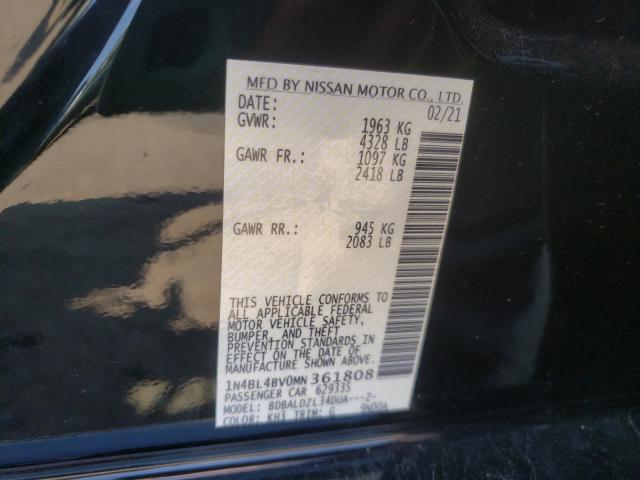 MFD BY NISSAN MOTOR CO., LTD.
DATE: 02/21
GVWR: 1963 KG
4328 LB
GAWR FR.: 1097 KG
2418 LB
GAWR RR.: 945 KG
2083 LB
THIS VEHICLE CONFORMS TO
ALL APPLICABLE FEDERAL
MOTOR VEHICLE SAFETY,
BUMPER, AND THEFT
PREVENTION STANDARDS IN
EFFECT ON THE DATE OF
MANUFACTURE SHOWN ABOVE.
1N4BL4BV0MN361808
PASSENGER CAR 629335
MODEL: BDBALDZL34DUA---Z-
COLOR: KH3 TRIM: G 9N00A